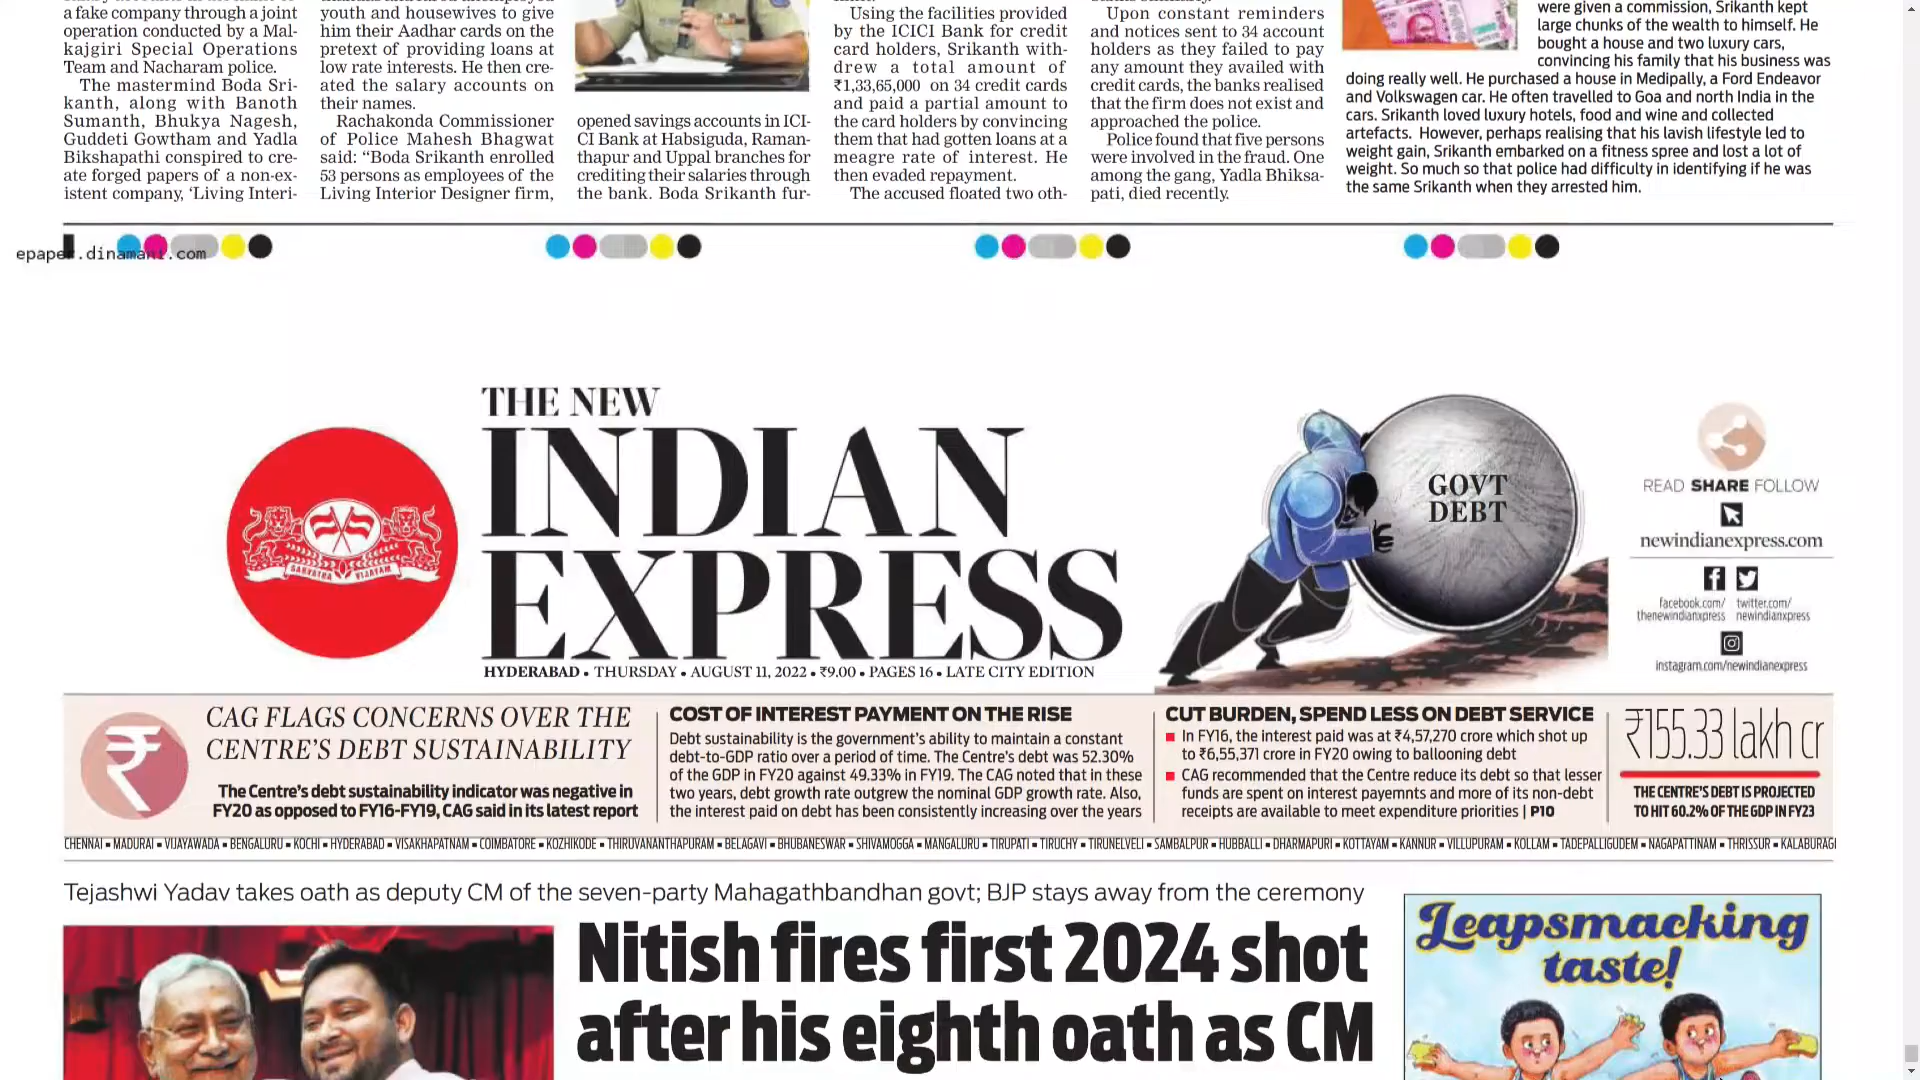 a fake company through a joint
operation conducted by a Mal-
kajgiri Special Operations
Team and Nacharam police.
The mastermind Boda Sri-
kanth, along with Banoth
Sumanth, Bhukya Nagesh,
Guddeti Gowtham and Yadla
Bikshapathi conspired to cre-
ate forged papers of a non-ex-
istent company, ‘Living Interi-
youth and housewives to give
him their Aadhar cards on the
pretext of providing loans at
low rate interests. He then cre-
ated the salary accounts on
their names.
Rachakonda Commissioner
of Police Mahesh Bhagwat
said: “Boda Srikanth enrolled
53 persons as employees of the
Living Interior Designer firm,
opened savings accounts in ICI-
CI Bank at Habsiguda, Raman-
thapur and Uppal branches for
crediting their salaries through
the bank. Boda Srikanth fur-
Using the facilities provided
by the ICICI Bank for credit
card holders, Srikanth with-
drew a total amount of
₹1,33,65,000 on 34 credit cards
and paid a partial amount to
the card holders by convincing
them that had gotten loans at a
meagre rate of interest. He
then evaded repayment.
The accused floated two oth-
Upon constant reminders
and notices sent to 34 account
holders as they failed to pay
any amount they availed with
credit cards, the banks realised
that the firm does not exist and
approached the police.
Police found that five persons
were involved in the fraud. One
among the gang, Yadla Bhiksa-
pati, died recently.
were given a commission, Srikanth kept
large chunks of the wealth to himself. He
bought a house and two luxury cars,
convincing his family that his business was
doing really well. He purchased a house in Medipally, a Ford Endeavor
and Volkswagen car. He often travelled to Goa and north India in the
cars. Srikanth loved luxury hotels, food and wine and collected
artefacts. However, perhaps realising that his lavish lifestyle led to
weight gain, Srikanth embarked on a fitness spree and lost a lot of
weight. So much so that police had difficulty in identifying if he was
the same Srikanth when they arrested him.
epaper.dinamani.com
THE NEW
INDIAN
EXPRESS
SARVATRA VIJAYAM
HYDERABAD • THURSDAY • AUGUST 11, 2022 • ₹9.00 • PAGES 16 • LATE CITY EDITION
GOVT
DEBT
READ SHARE FOLLOW
newindianexpress.com
facebook.com/ twitter.com/
thenewindianxpress newindianxpress
instagram.com/newindianexpress
CAG FLAGS CONCERNS OVER THE
CENTRE’S DEBT SUSTAINABILITY
The Centre’s debt sustainability indicator was negative in
FY20 as opposed to FY16-FY19, CAG said in its latest report
COST OF INTEREST PAYMENT ON THE RISE
Debt sustainability is the government’s ability to maintain a constant
debt-to-GDP ratio over a period of time. The Centre’s debt was 52.30%
of the GDP in FY20 against 49.33% in FY19. The CAG noted that in these
two years, debt growth rate outgrew the nominal GDP growth rate. Also,
the interest paid on debt has been consistently increasing over the years
CUT BURDEN, SPEND LESS ON DEBT SERVICE
In FY16, the interest paid was at ₹4,57,270 crore which shot up
to ₹6,55,371 crore in FY20 owing to ballooning debt
CAG recommended that the Centre reduce its debt so that lesser
funds are spent on interest payemnts and more of its non-debt
receipts are available to meet expenditure priorities | P10
₹155.33 lakh cr
THE CENTRE’S DEBT IS PROJECTED
TO HIT 60.2% OF THE GDP IN FY23
CHENNAI ▪ MADURAI ▪ VIJAYAWADA ▪ BENGALURU ▪ KOCHI ▪ HYDERABAD ▪ VISAKHAPATNAM ▪ COIMBATORE ▪ KOZHIKODE ▪ THIRUVANANTHAPURAM ▪ BELAGAVI ▪ BHUBANESWAR ▪ SHIVAMOGGA ▪ MANGALURU ▪ TIRUPATI ▪ TIRUCHY ▪ TIRUNELVELI ▪ SAMBALPUR ▪ HUBBALLI ▪ DHARMAPURI ▪ KOTTAYAM ▪ KANNUR ▪ VILLUPURAM ▪ KOLLAM ▪ TADEPALLIGUDEM ▪ NAGAPATTINAM ▪ THRISSUR ▪ KALABURAGI
Tejashwi Yadav takes oath as deputy CM of the seven-party Mahagathbandhan govt; BJP stays away from the ceremony
Nitish fires first 2024 shot
after his eighth oath as CM
Leapsmacking
taste!